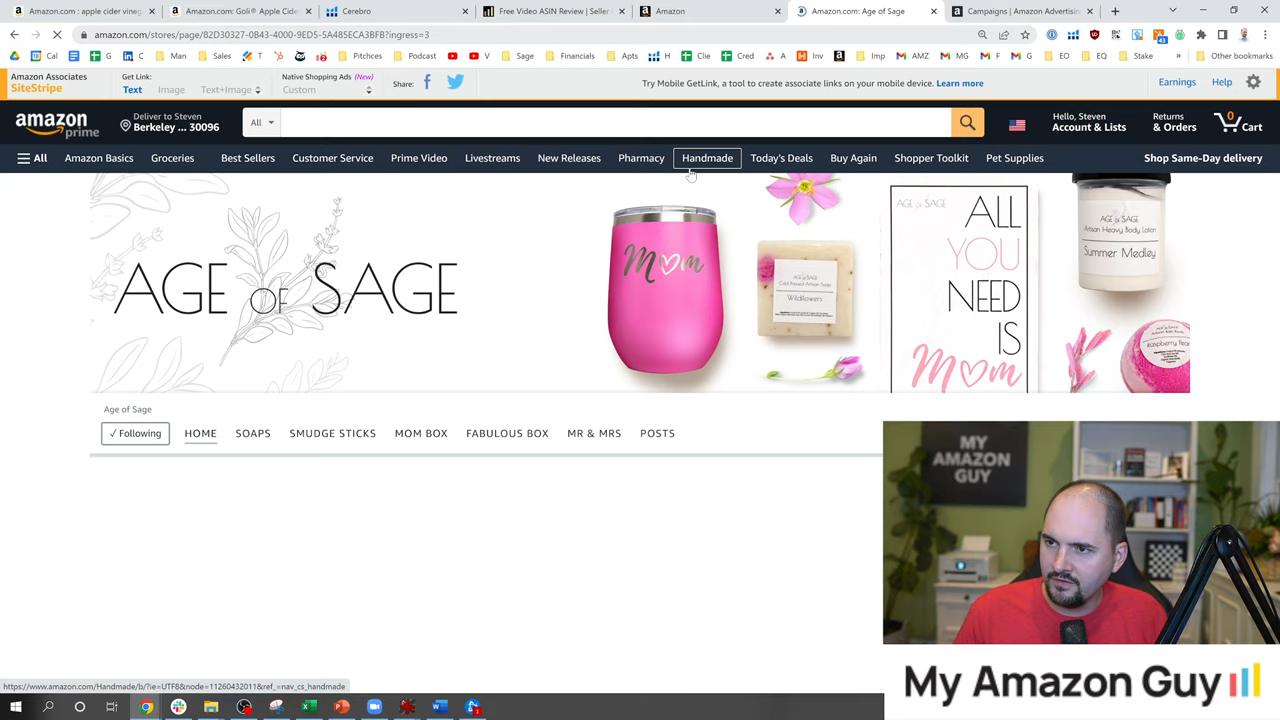 Amazon.com : apple cider vineg
Amazon.com: Goli® Apple Cide
Cerebro
Free Video ASIN Review | Seller
Amazon
Amazon.com: Age of Sage
Campaigns | Amazon Advertisin
amazon.com/stores/page/82D30327-0B43-4000-9ED5-5A485ECA3BFB?ingress=3
Cal
G
C
Man
Sales
Pitchces
Podcast
V
Sage
Financials
Apts
H
Clie
Cred
A
Inv
Imp
AMZ
MG
F
G
EO
EQ
Stake
Other bookmarks
Amazon Associates
SiteStripe
Get Link:
Text
Image
Text+Image
Native Shopping Ads (New)
Custom
Share:
Try Mobile GetLink, a tool to create associate links on your mobile device. Learn more
Earnings
Help
amazon
prime
Deliver to Steven
Berkeley ... 30096
All
Hello, Steven
Account & Lists
Returns
& Orders
0
Cart
All
Amazon Basics
Groceries
Best Sellers
Customer Service
Prime Video
Livestreams
New Releases
Pharmacy
Handmade
Today's Deals
Buy Again
Shopper Toolkit
Pet Supplies
Shop Same-Day delivery
AGE OF SAGE
Mom
AGE of SAGE
Cold Pressed Artisan Soap
Wildflowers
AGE of SAGE
ALL
YOU
NEED
IS
Mom
AGE of SAGE
Artisan Heavy Body Lotion
Summer Medley
AGE of SAGE
Raspberry Pear
Age of Sage
✓ Following
HOME
SOAPS
SMUDGE STICKS
MOM BOX
FABULOUS BOX
MR & MRS
POSTS
MY
AMAZON
GUY
My Amazon Guy
https://www.amazon.com/Handmade/b/?ie=UTF8&node=11260432011&ref_=nav_cs_handmade